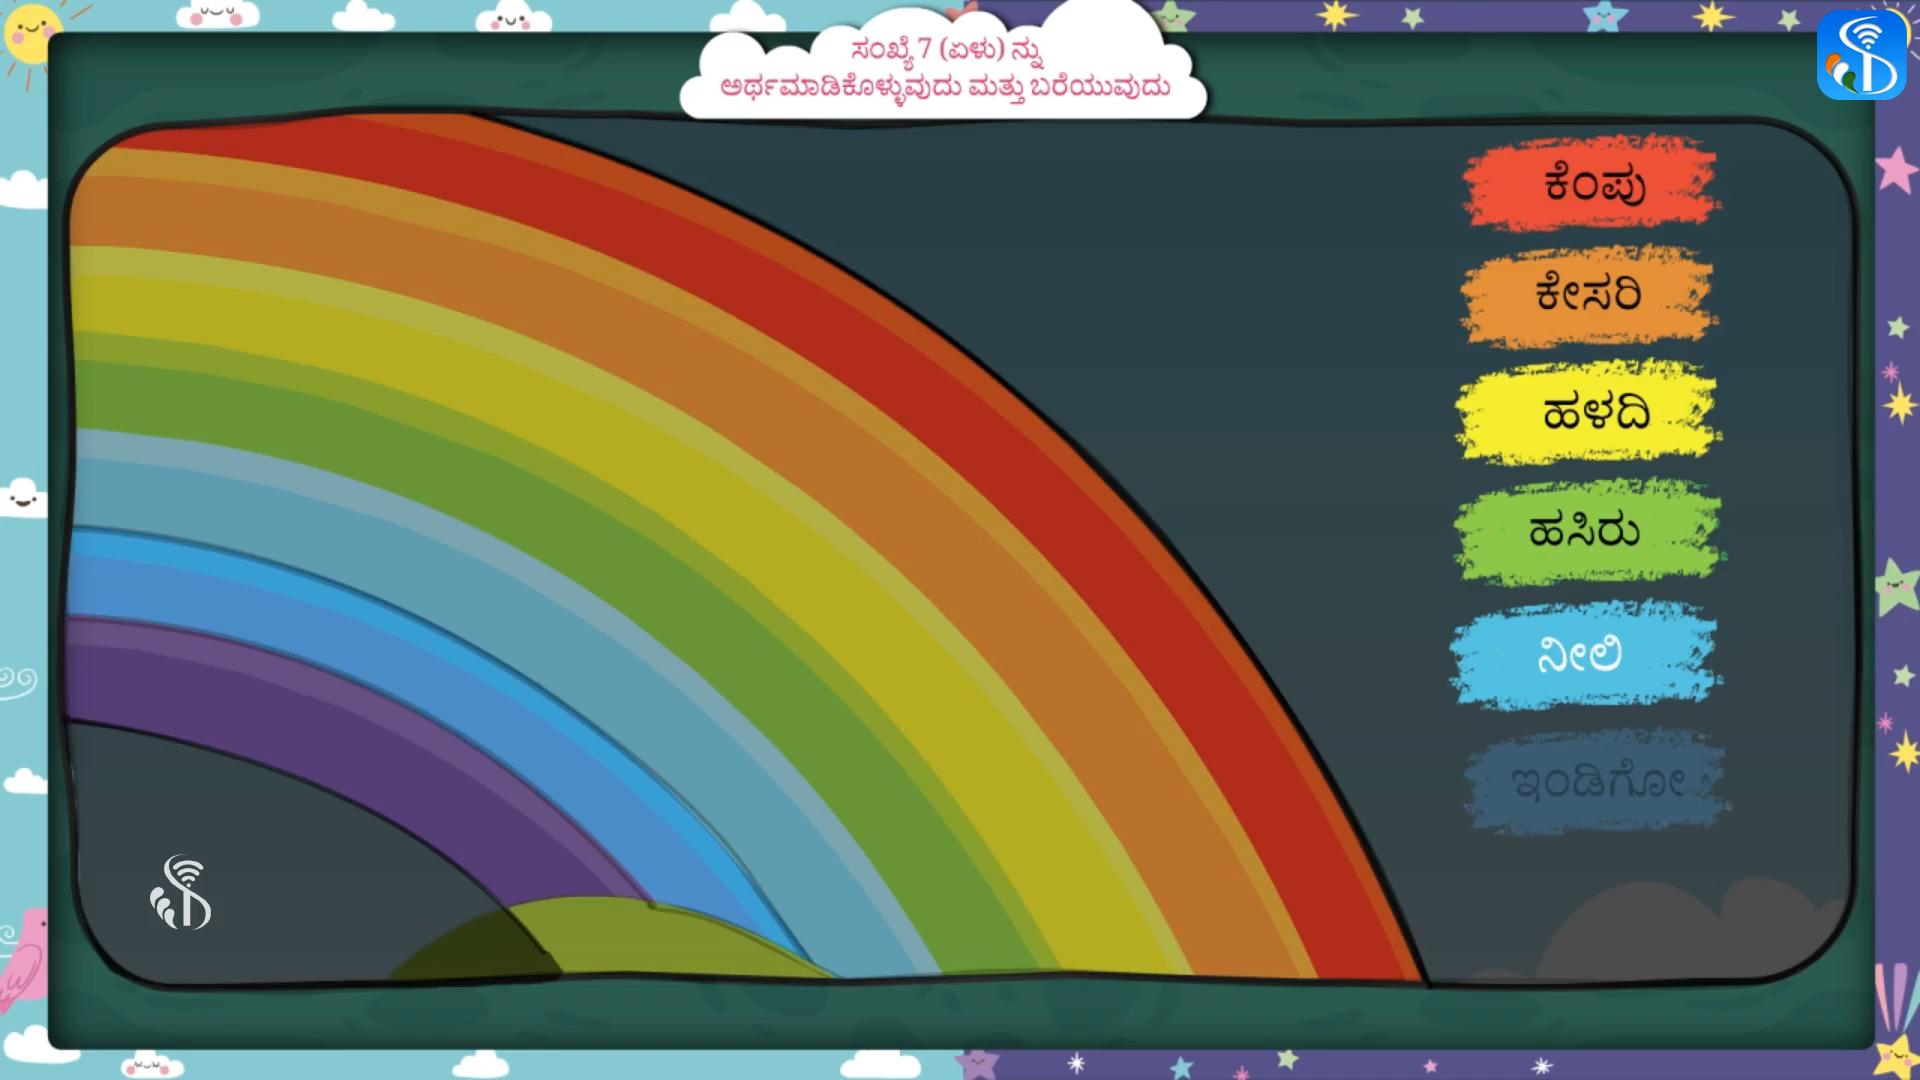 ಸಂಖ್ಯೆ 7 (ಏಳು) ನ್ನು
ಅರ್ಥಮಾಡಿಕೊಳ್ಳುವುದು ಮತ್ತು ಬರೆಯುವುದು
ಕೆಂಪು
ಕೇಸರಿ
ಹಳದಿ
ಹಸಿರು
ನೀಲಿ
ಇಂಡಿಗೋ